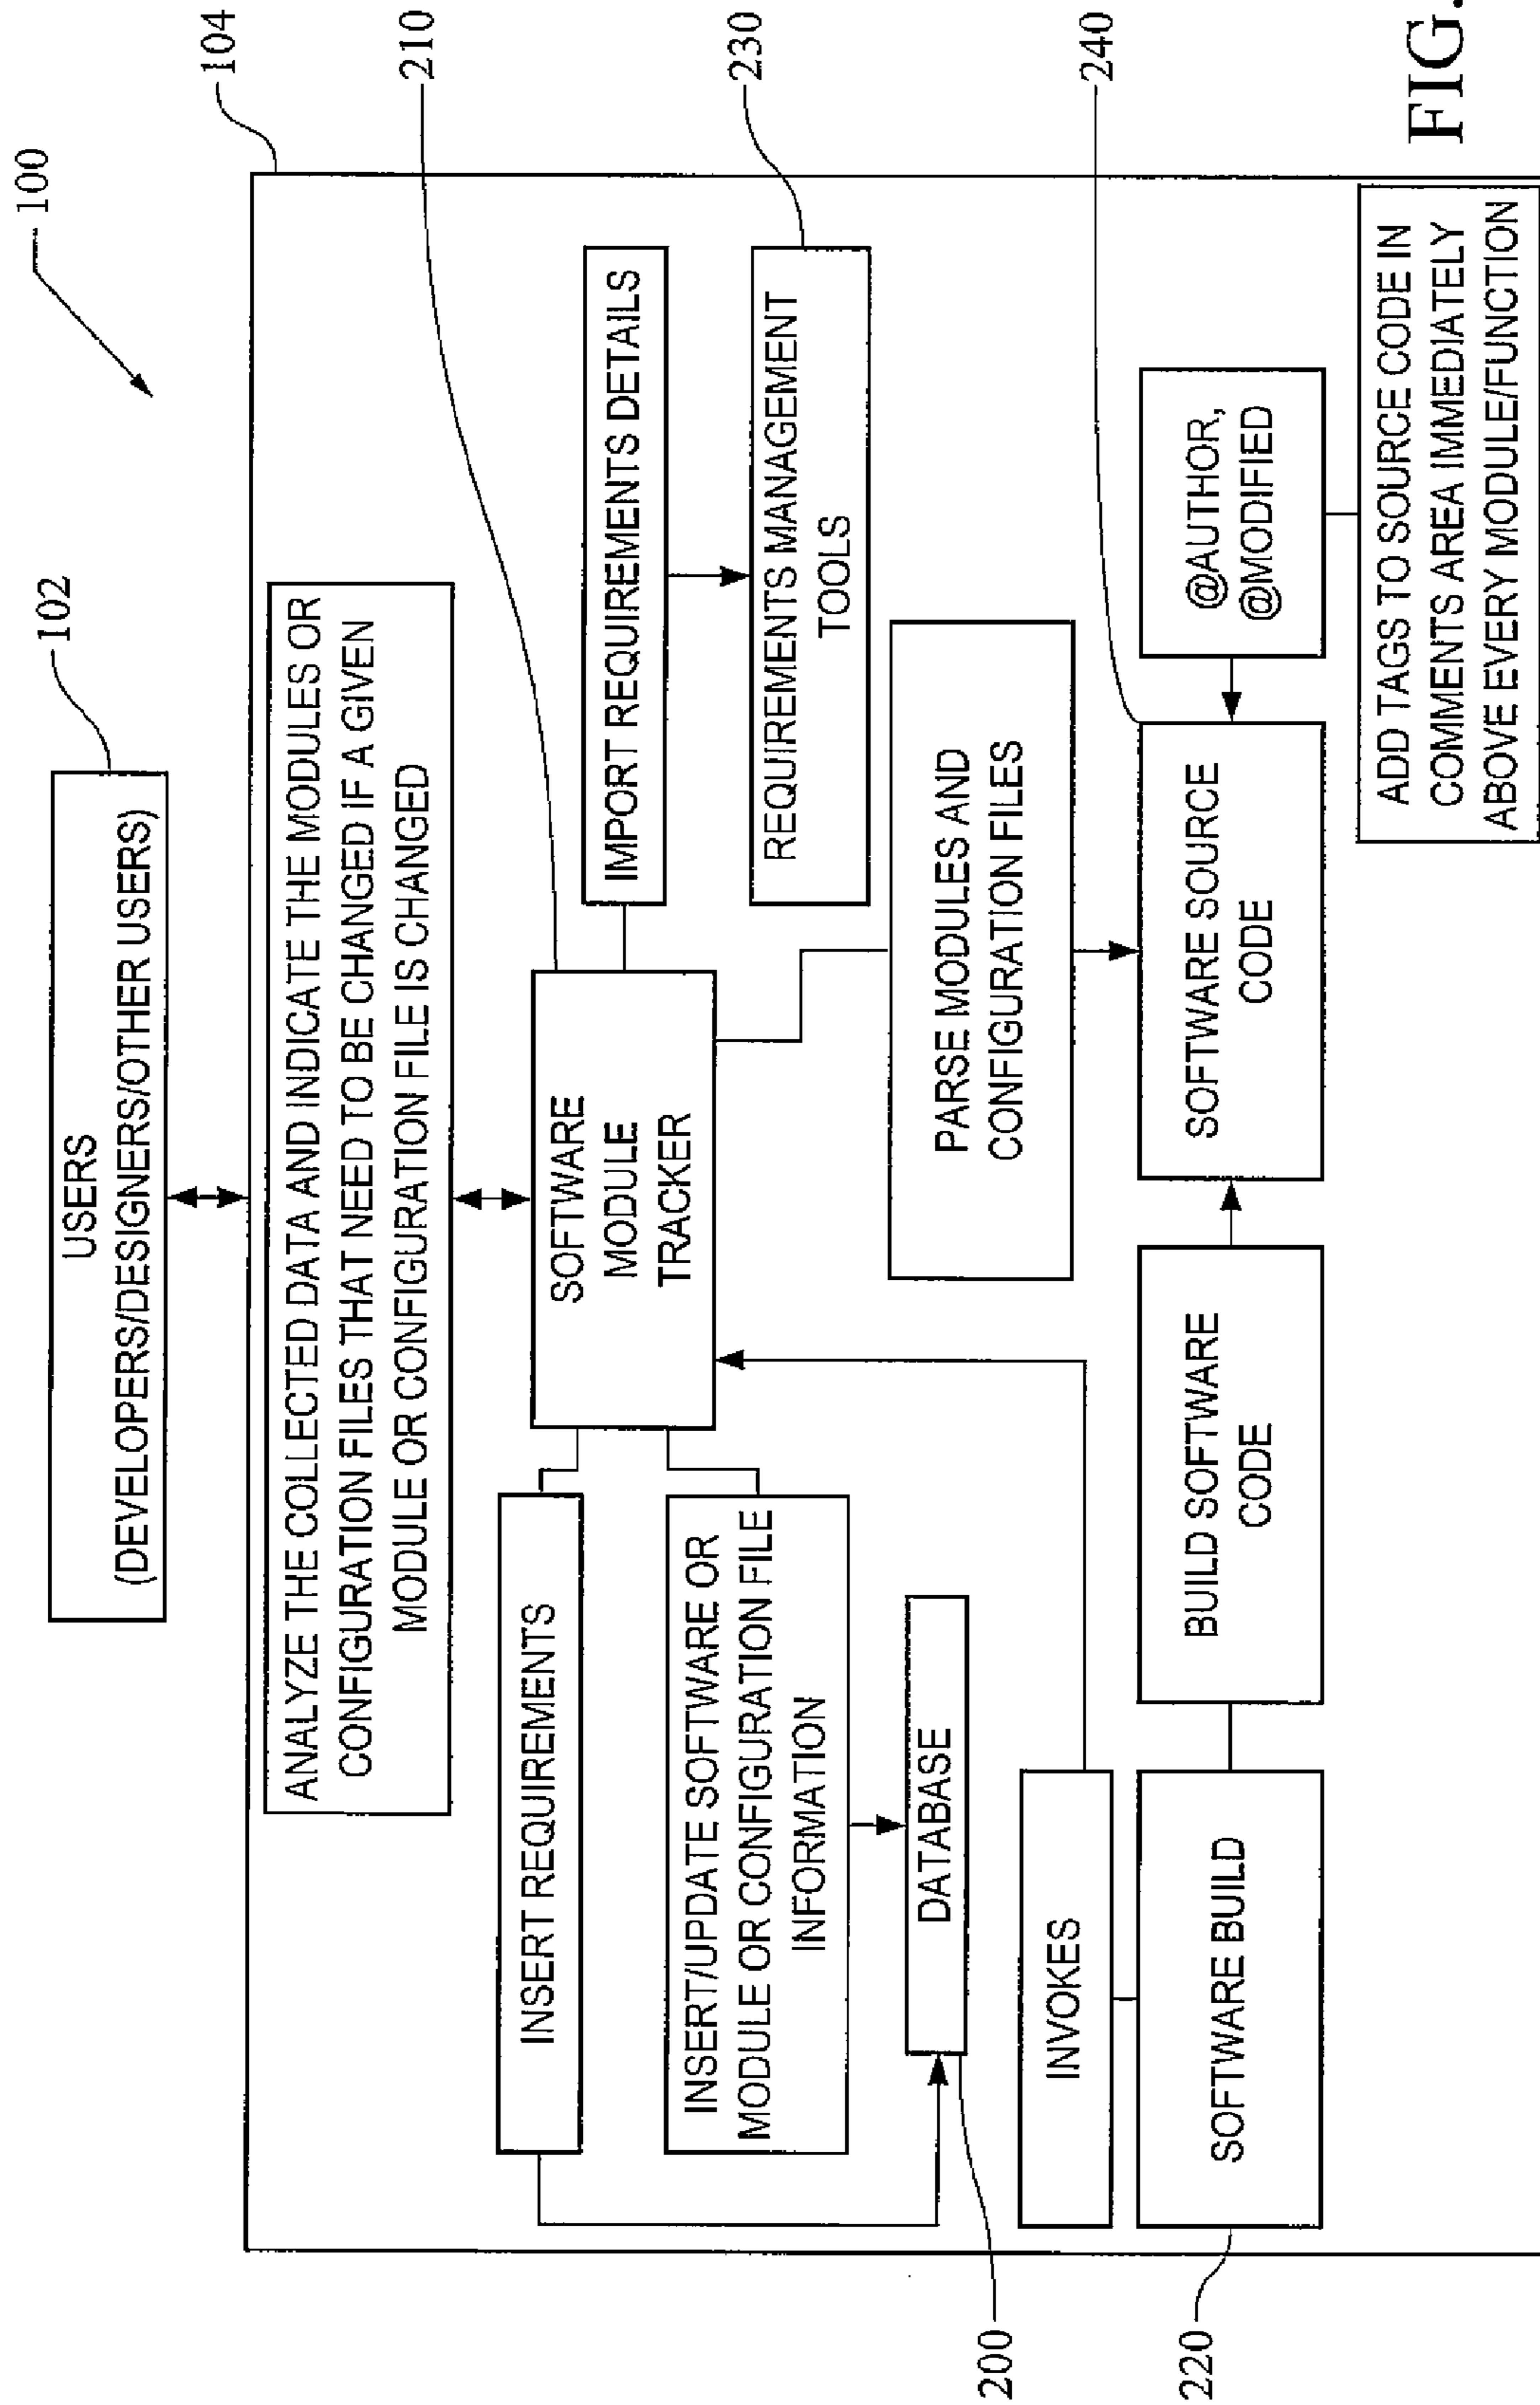 100
USERS
(DEVELOPERS/DESIGNERS/OTHER USERS)
102
104
ANALYZE THE COLLECTED DATA AND INDICATE THE MODULES OR
CONFIGURATION FILES THAT NEED TO BE CHANGED IF A GIVEN
MODULE OR CONFIGURATION FILE IS CHANGED
210
INSERT REQUIREMENTS
SOFTWARE
MODULE
TRACKER
IMPORT REQUIREMENTS DETAILS
INSERT/UPDATE SOFTWARE OR
MODULE OR CONFIGURATION FILE
INFORMATION
REQUIREMENTS MANAGEMENT
TOOLS
230
DATABASE
200
PARSE MODULES AND
CONFIGURATION FILES
INVOKES
240
SOFTWARE BUILD
220
BUILD SOFTWARE
CODE
SOFTWARE SOURCE
CODE
@AUTHOR,
@MODIFIED
ADD TAGS TO SOURCE CODE IN
COMMENTS AREA IMMEDIATELY
ABOVE EVERY MODULE/FUNCTION
FIG.